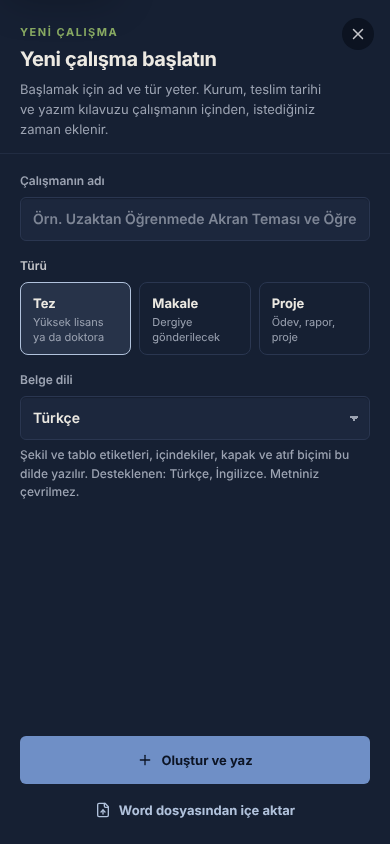 YENİ ÇALIŞMA
Yeni çalışma başlatın
Başlamak için ad ve tür yeter. Kurum, teslim tarihi
ve yazım kılavuzu çalışmanın içinden, istediğiniz
zaman eklenir.
Çalışmanın adı
Örn. Uzaktan Öğrenmede Akran Teması ve Öğre
Türü
Tez
Yüksek lisans
ya da doktora
Makale
Dergiye
gönderilecek
Proje
Ödev, rapor,
proje
Belge dili
Türkçe
Şekil ve tablo etiketleri, içindekiler, kapak ve atıf biçimi bu
dilde yazılır. Desteklenen: Türkçe, İngilizce. Metniniz
çevrilmez.
Oluştur ve yaz
Word dosyasından içe aktar